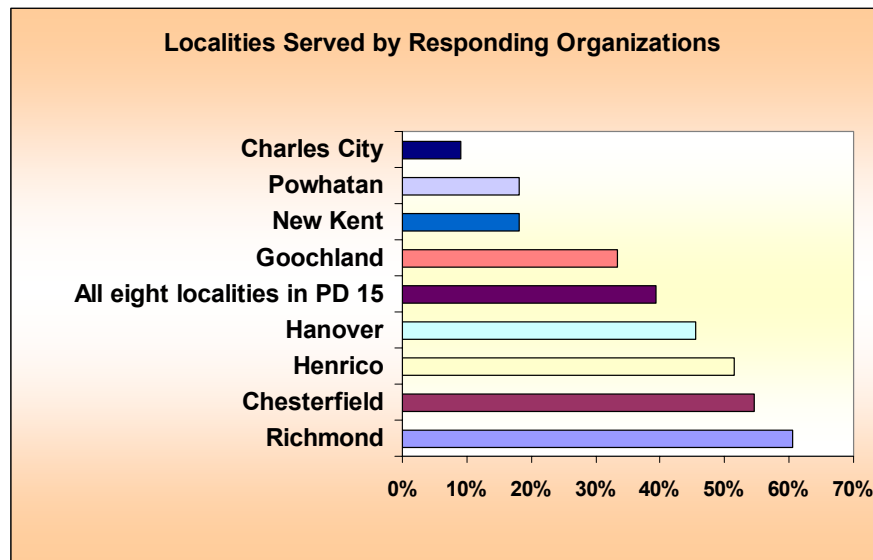 Localities Served by Responding Organizations
Charles City
Powhatan
New Kent
Goochland
All eight localities in PD 15
Hanover
Henrico
Chesterfield
Richmond
0% 10% 20% 30% 40% 50% 60% 70%